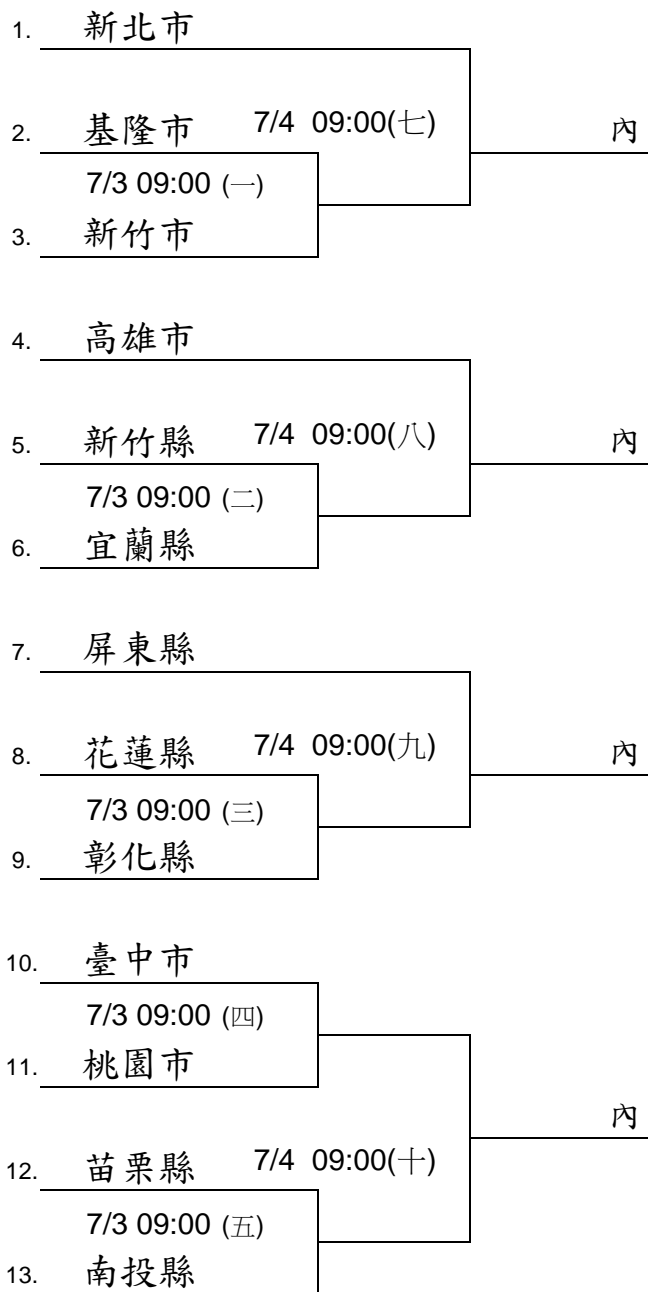 1. 新北市
2. 基隆市 7/4 09:00(七) 內
7/3 09:00 (一)
3. 新竹市
4. 高雄市
5. 新竹縣 7/4 09:00(八) 內
7/3 09:00 (二)
6. 宜蘭縣
7. 屏東縣
8. 花蓮縣 7/4 09:00(九) 內
7/3 09:00 (三)
9. 彰化縣
10. 臺中市
7/3 09:00 (四)
11. 桃園市
內
12. 苗栗縣 7/4 09:00(十)
7/3 09:00 (五)
13. 南投縣